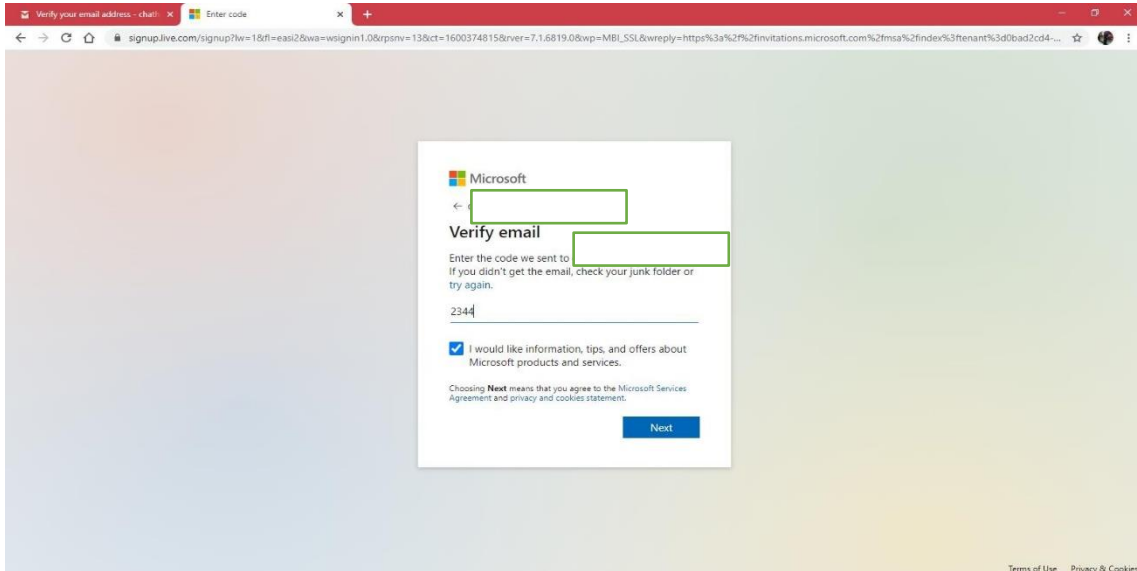 Verify your email address - chath
Enter code
signup.live.com/signup?lw=1&fl=easi2&wa=wsignin1.0&rpsnv=13&ct=1600374815&rver=7.1.6819.0&wp=MBI_SSL&wreply=https%3a%2f%2finvitations.microsoft.com%2fmsa%2findex%3ftenant%3d0bad2cd4-...
Microsoft
Verify email
Enter the code we sent to
If you didn't get the email, check your junk folder or
try again.
2344
I would like information, tips, and offers about
Microsoft products and services.
Choosing Next means that you agree to the Microsoft Services
Agreement and privacy and cookies statement.
Next
Terms of Use Privacy & Cookies